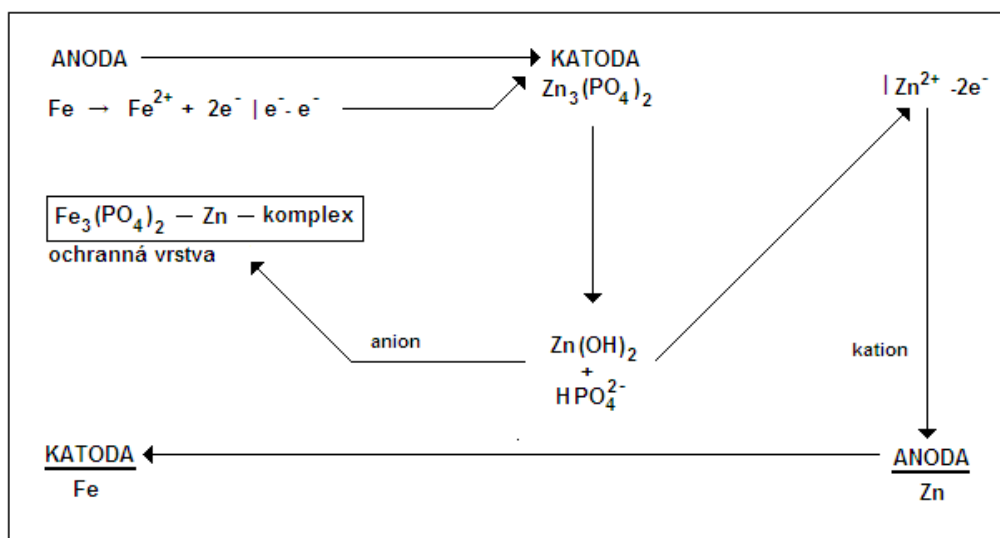 ANODA
KATODA
Fe → Fe²⁺ + 2e⁻ | e⁻- e⁻
Zn₃(PO₄)₂
| Zn²⁺ -2e⁻
Fe₃(PO₄)₂ — Zn — komplex
ochranná vrstva
anion
Zn(OH)₂
+
HPO₄²⁻
kation
KATODA
Fe
ANODA
Zn